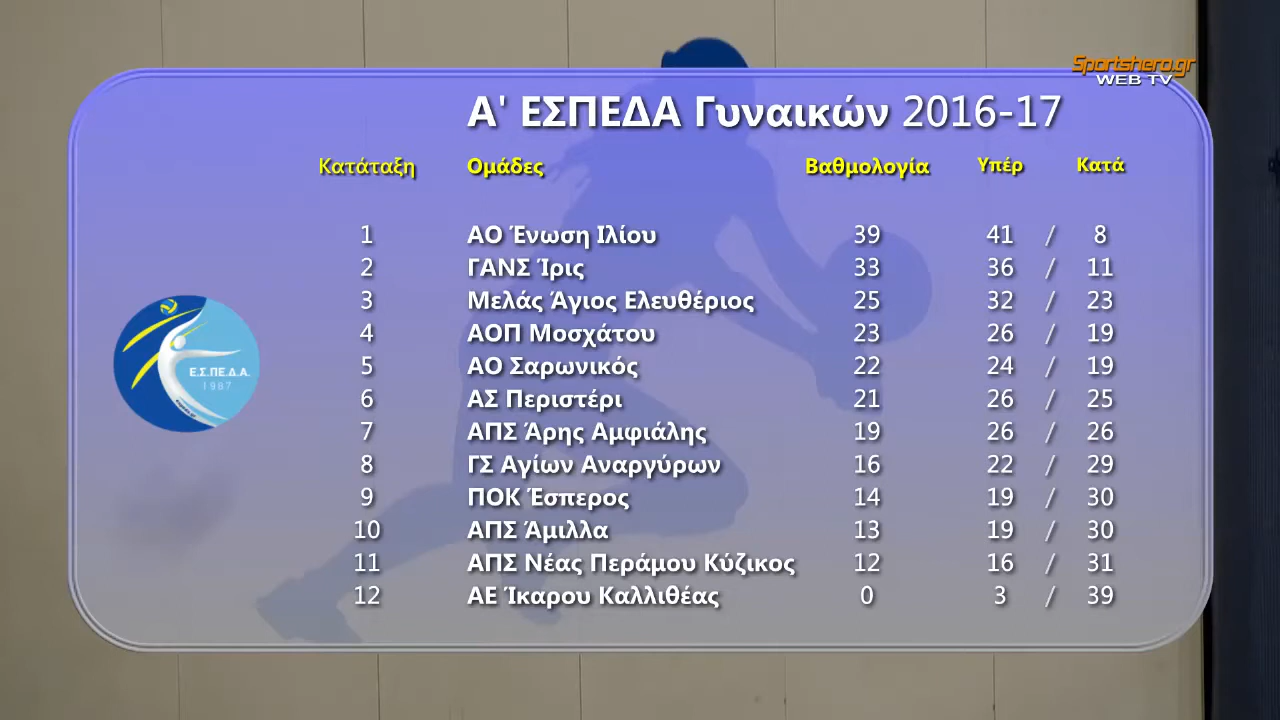 Sportshero.gr
WEB TV
Α' ΕΣΠΕΔΑ Γυναικών 2016-17
Κατάταξη Ομάδες Βαθμολογία Υπέρ Κατά
1 ΑΟ Ένωση Ιλίου 39 41 / 8
2 ΓΑΝΣ Ίρις 33 36 / 11
3 Μελάς Άγιος Ελευθέριος 25 32 / 23
4 ΑΟΠ Μοσχάτου 23 26 / 19
5 ΑΟ Σαρωνικός 22 24 / 19
6 ΑΣ Περιστέρι 21 26 / 25
7 ΑΠΣ Άρης Αμφιάλης 19 26 / 26
8 ΓΣ Αγίων Αναργύρων 16 22 / 29
9 ΠΟΚ Έσπερος 14 19 / 30
10 ΑΠΣ Άμιλλα 13 19 / 30
11 ΑΠΣ Νέας Περάμου Κύζικος 12 16 / 31
12 ΑΕ Ίκαρου Καλλιθέας 0 3 / 39
Ε.Σ.ΠΕ.Δ.Α.
1987